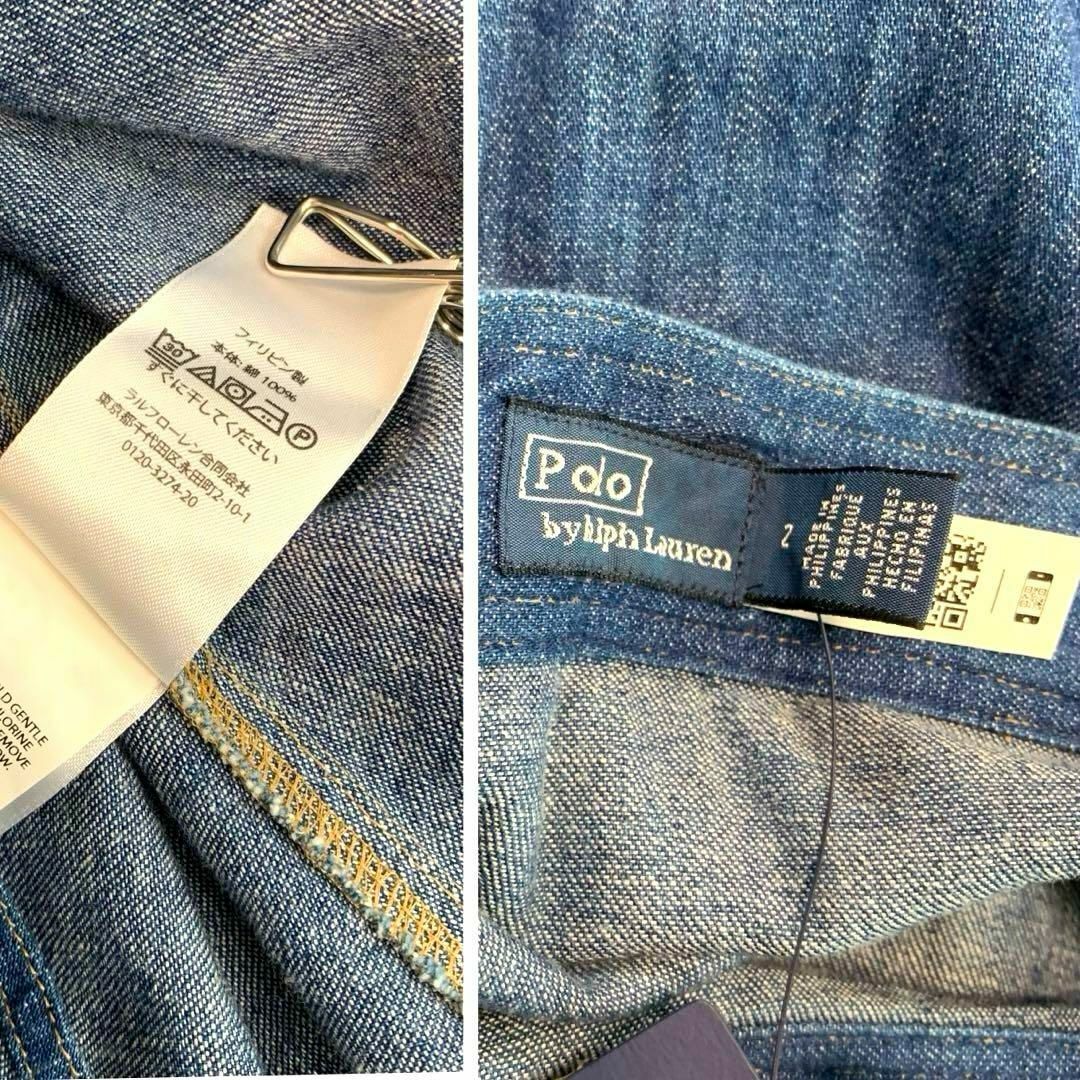 フィリピン製
本体: 綿 100%
30
P
すぐに干してください
ラルフローレン合同会社
東京都千代田区永田町2-10-1
0120-3274-20
D GENTLE
LORINE
EMOVE
OW.
Polo
by Ralph Lauren
2
MADE IN
PHILIPPINES
FABRIQUÉ
AUX
PHILIPPINES
HECHO EN
FILIPINAS